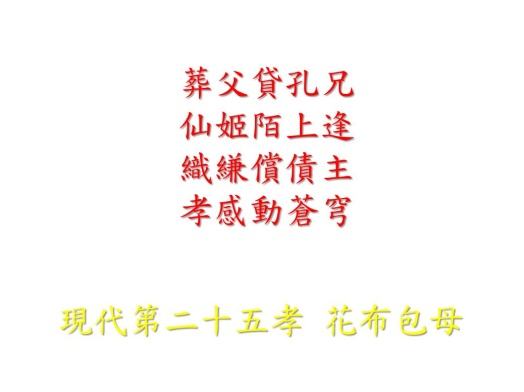 葬父貸孔兄
仙姬陌上逢
織縑償債主
孝感動蒼穹
現代第二十五孝 花布包母